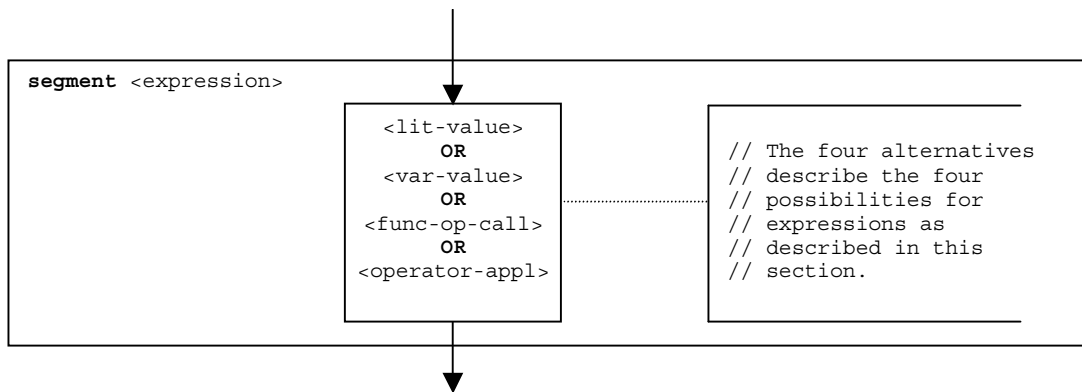 segment <expression>
<lit-value>
OR
<var-value>
OR
<func-op-call>
OR
<operator-appl>
// The four alternatives
// describe the four
// possibilities for
// expressions as
// described in this
// section.